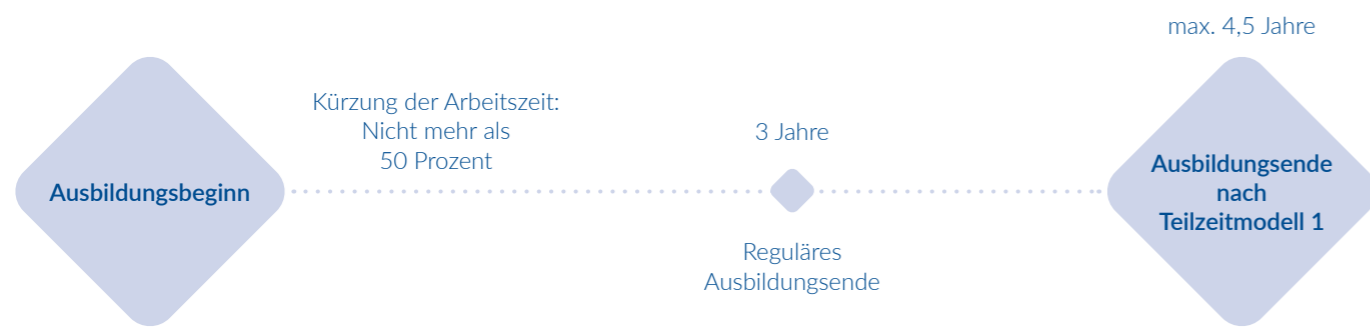 max. 4,5 Jahre
Kürzung der Arbeitszeit:
Nicht mehr als
50 Prozent
3 Jahre
Ausbildungsbeginn
Ausbildungsende
nach
Teilzeitmodell 1
Reguläres
Ausbildungsende